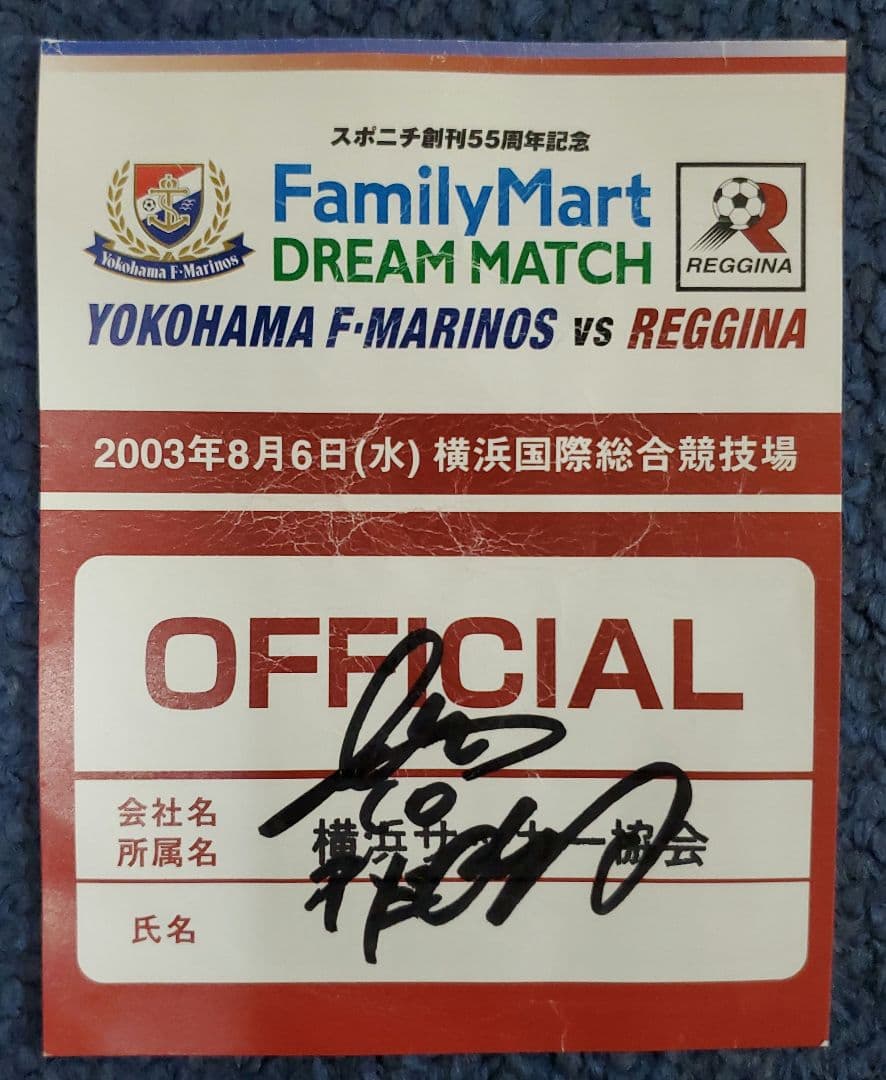 スポニチ創刊55周年記念
FamilyMart
DREAM MATCH
Yokohama F·Marinos
REGGINA
YOKOHAMA F·MARINOS vs REGGINA
2003年8月6日(水) 横浜国際総合競技場
OFFICIAL
会社名
所属名
横浜サッカー協会
氏名
10